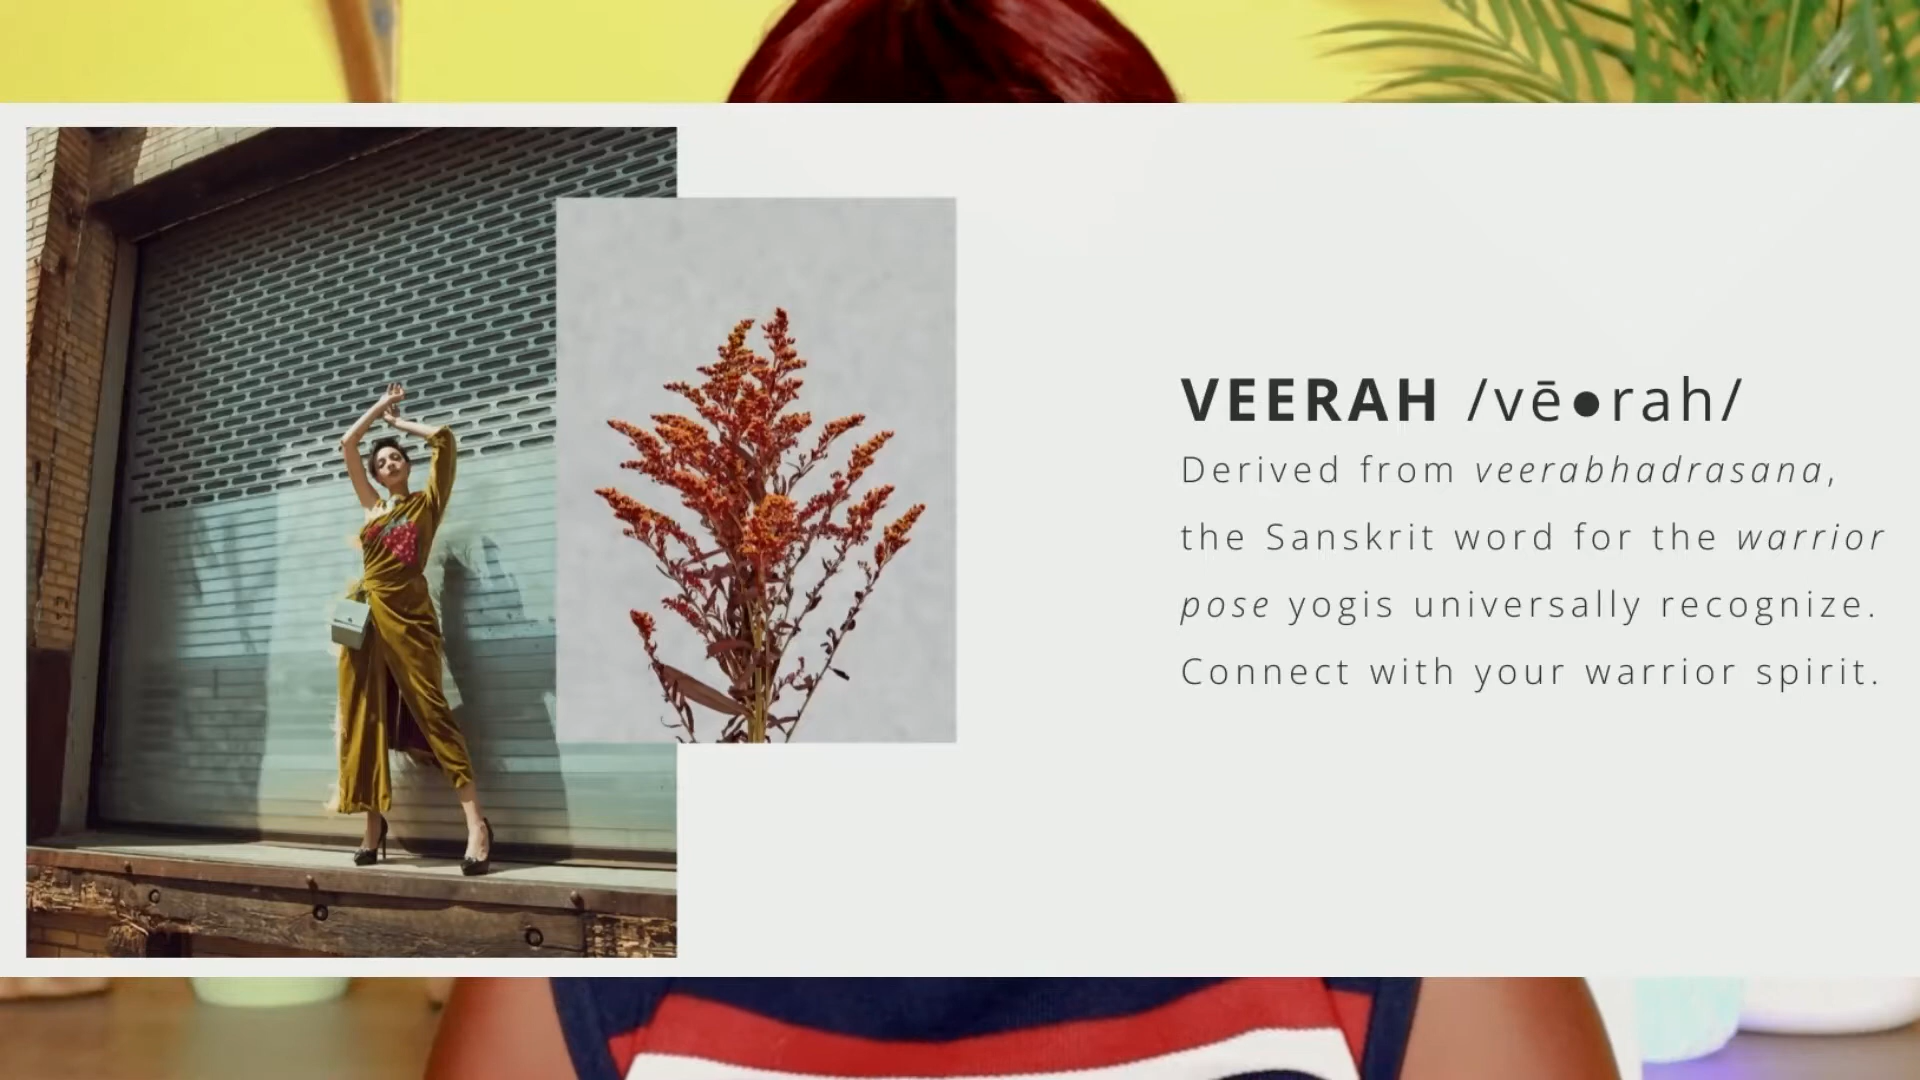 VEERAH /vē●rah/
Derived from veerabhadrasana,
the Sanskrit word for the warrior
pose yogis universally recognize.
Connect with your warrior spirit.